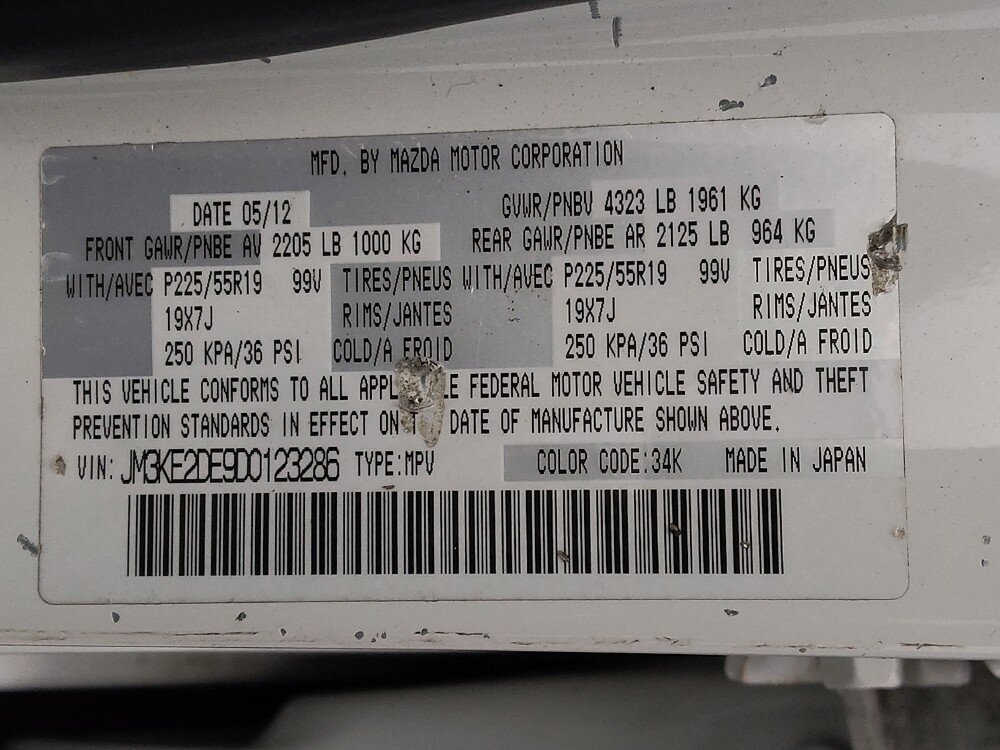 MFD. BY MAZDA MOTOR CORPORATION
DATE 05/12 GVWR/PNBV 4323 LB 1961 KG
FRONT GAWR/PNBE AV 2205 LB 1000 KG REAR GAWR/PNBE AR 2125 LB 964 KG
WITH/AVEC P225/55R19 99V TIRES/PNEUS WITH/AVEC P225/55R19 99V TIRES/PNEUS
19X7J RIMS/JANTES 19X7J RIMS/JANTES
250 KPA/36 PSI COLD/A FROID 250 KPA/36 PSI COLD/A FROID
THIS VEHICLE CONFORMS TO ALL FEDERAL MOTOR VEHICLE SAFETY AND THEFT
PREVENTION STANDARDS IN EFFECT ON DATE OF MANUFACTURE SHOWN ABOVE.
VIN: JM3KE2DE9D0123286 TYPE:MPV COLOR CODE:34K MADE IN JAPAN